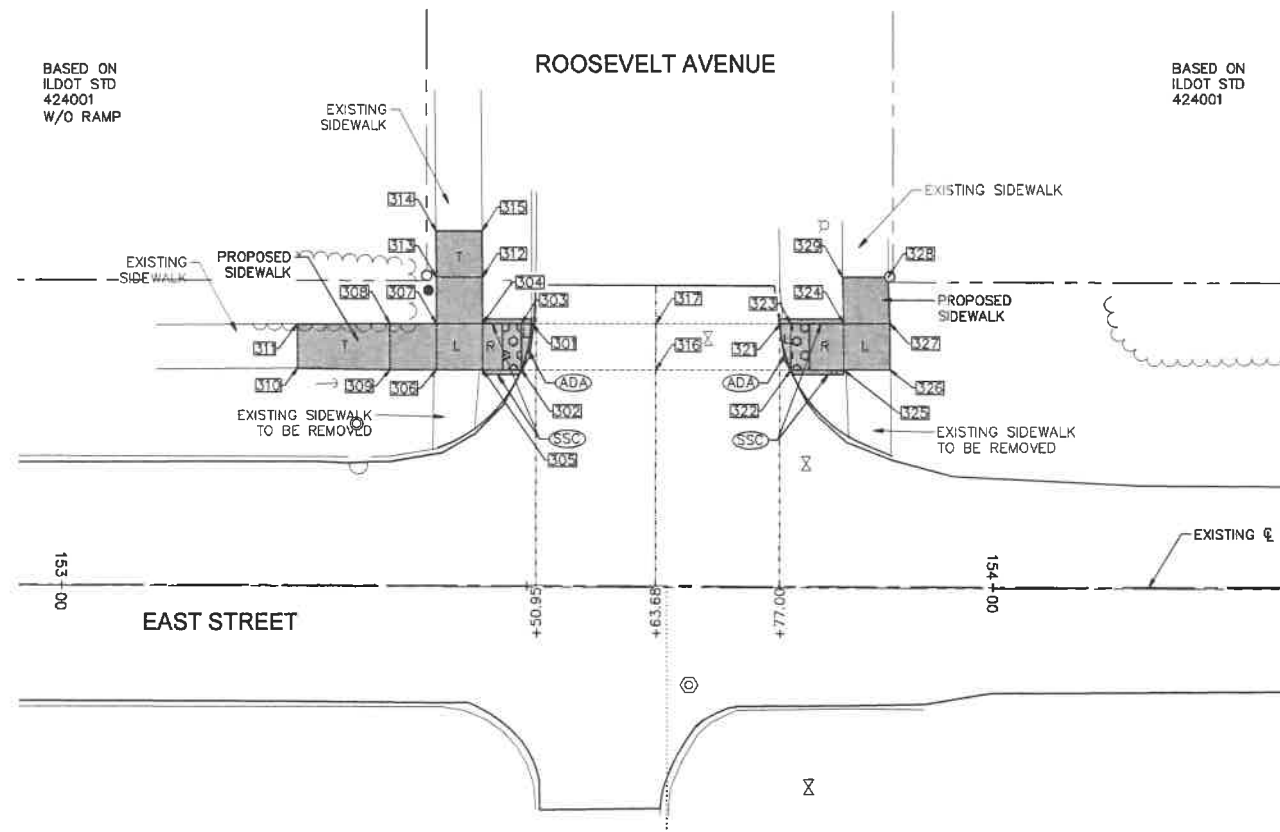 BASED ON
ILDOT STD
424001
W/O RAMP
ROOSEVELT AVENUE
BASED ON
ILDOT STD
424001
EXISTING
SIDEWALK
EXISTING SIDEWALK
314
315
329
328
EXISTING
SIDEWALK
PROPOSED
SIDEWALK
313
T
312
308
307
304
303
317
323
324
PROPOSED
SIDEWALK
311
T
L
R
301
316
321
R
L
327
310
309
306
ADA
302
ADA
322
326
325
EXISTING SIDEWALK
TO BE REMOVED
SSC
305
SSC
EXISTING SIDEWALK
TO BE REMOVED
EXISTING ℄
153
00
+50.95
+63.68
+77.00
154
00
EAST STREET